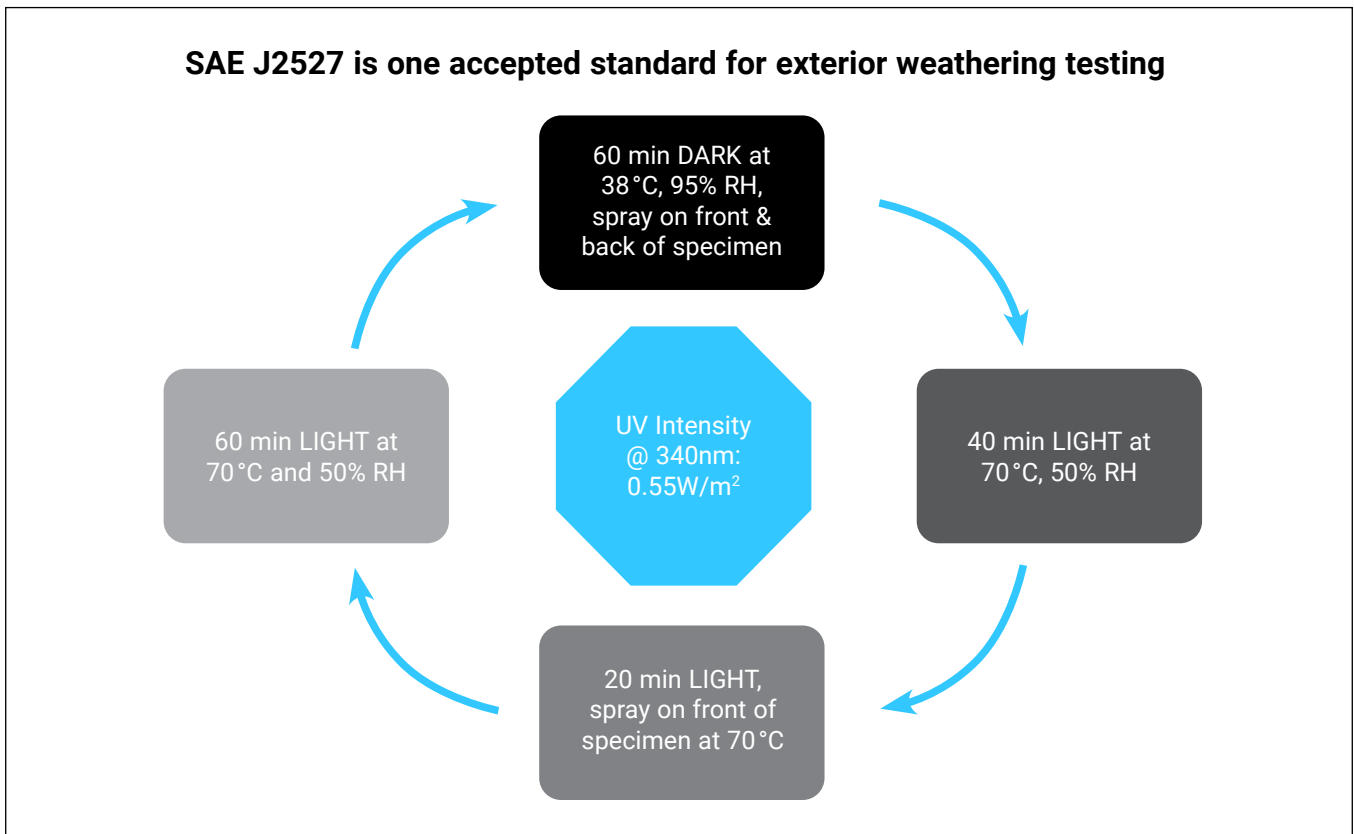 SAE J2527 is one accepted standard for exterior weathering testing
60 min DARK at
38°C, 95% RH,
spray on front &
back of specimen
40 min LIGHT at
70°C, 50% RH
20 min LIGHT,
spray on front of
specimen at 70°C
60 min LIGHT at
70°C and 50% RH
UV Intensity
@ 340nm:
0.55W/m²